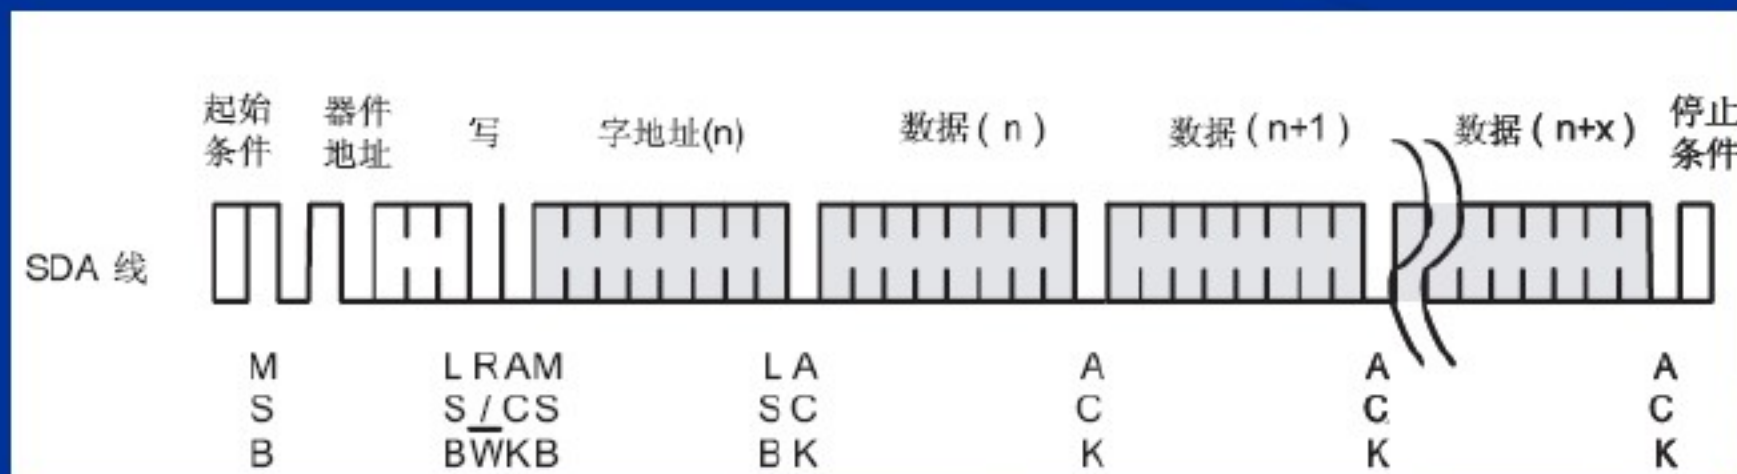 起始
条件
器件
地址
写
字地址(n)
数据(n)
数据(n+1)
数据(n+x)
停止
条件
SDA 线
M L R A M L A A A A
S S / C S S C C C C
B B W K B B K K K K